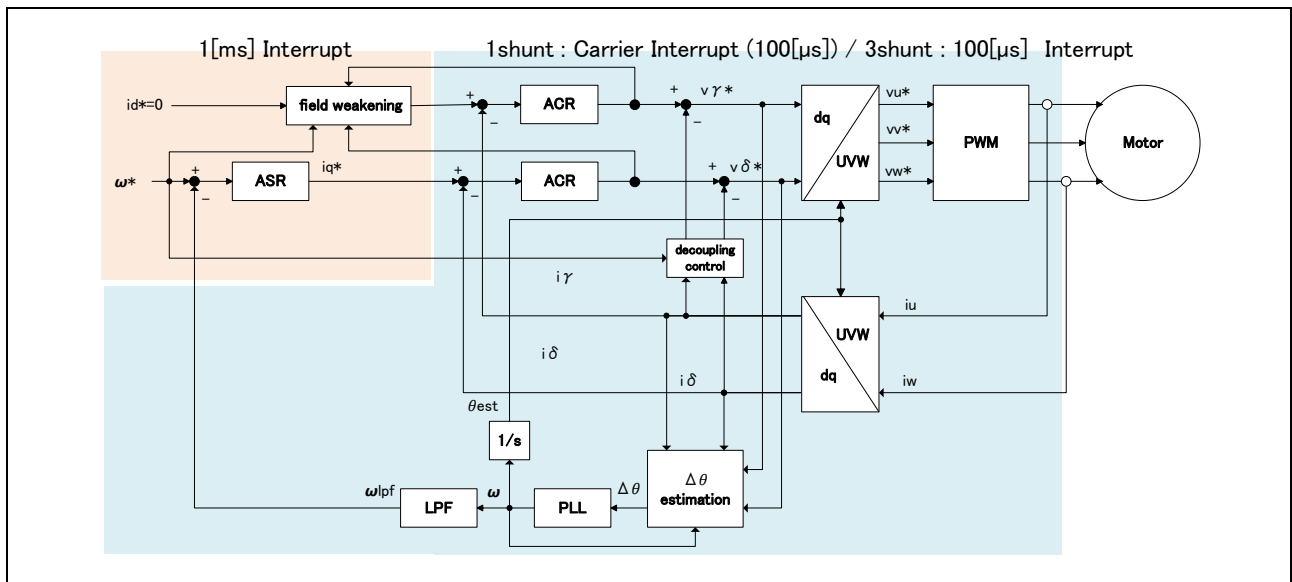 1[ms] Interrupt
1shunt : Carrier Interrupt (100[μs]) / 3shunt : 100[μs] Interrupt
id*=0
field weakening
+
−
ACR
+
−
vγ*
dq
UVW
vu*
vv*
vw*
PWM
Motor
ω*
+
−
ASR
iq*
+
−
ACR
+
−
vδ*
decoupling
control
iγ
iδ
iδ
UVW
dq
iu
iw
θest
1/s
ωlpf
LPF
ω
PLL
Δθ
Δθ
estimation